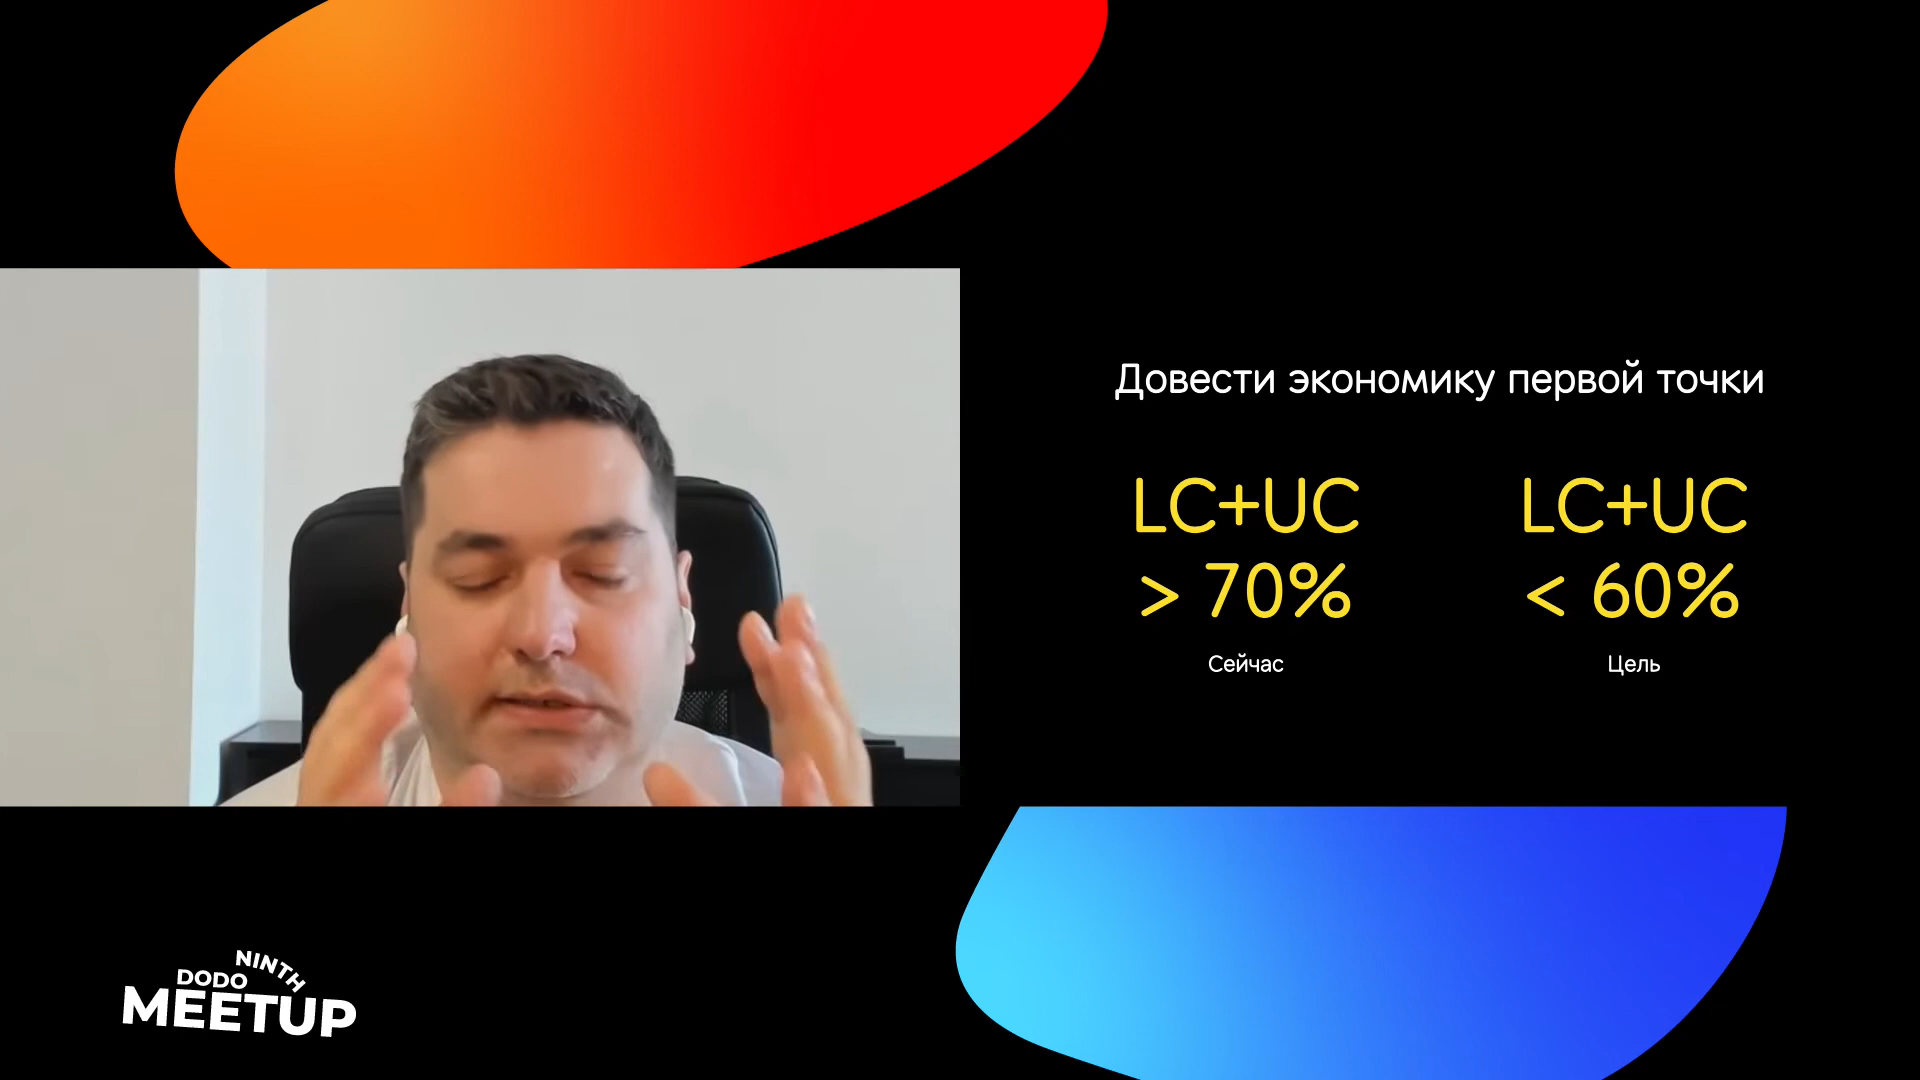 Довести экономику первой точки
LC+UC
> 70%
Сейчас
LC+UC
< 60%
Цель
NINTH
DODO
MEETUP